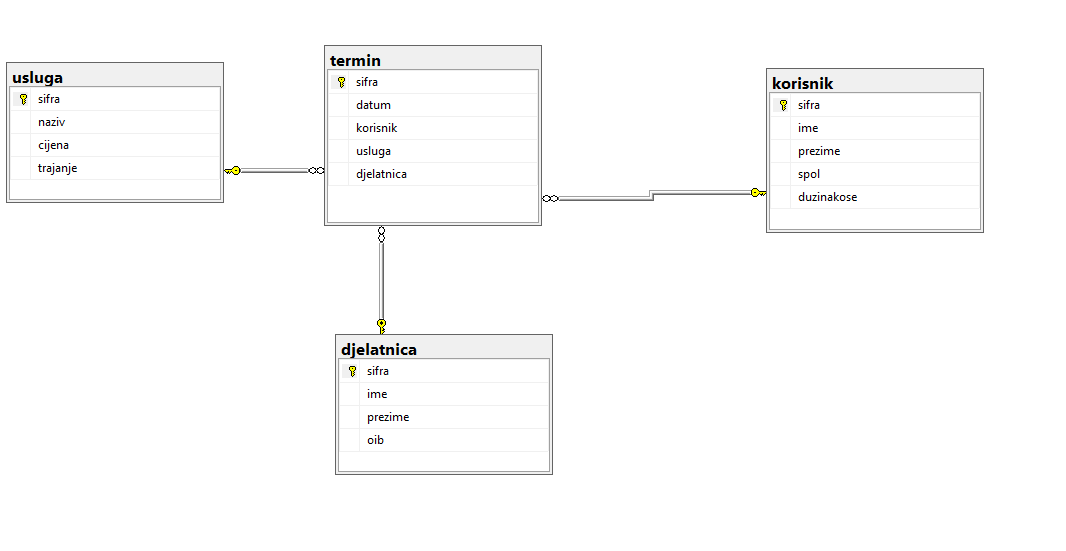 usluga
sifra
naziv
cijena
trajanje
termin
sifra
datum
korisnik
usluga
djelatnica
korisnik
sifra
ime
prezime
spol
duzinakose
djelatnica
sifra
ime
prezime
oib